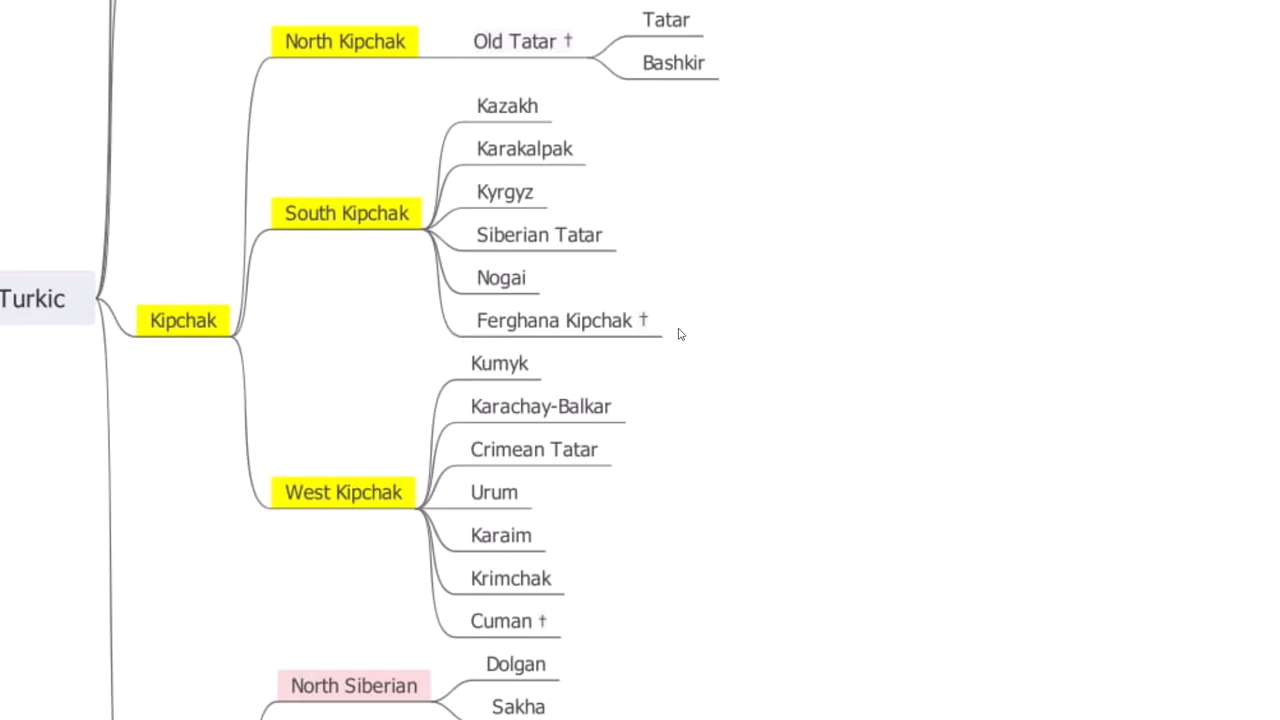 Tatar
North Kipchak
Old Tatar †
Bashkir
Kazakh
Karakalpak
Kyrgyz
South Kipchak
Siberian Tatar
Nogai
Turkic
Kipchak
Ferghana Kipchak †
Kumyk
Karachay-Balkar
Crimean Tatar
West Kipchak
Urum
Karaim
Krimchak
Cuman †
Dolgan
North Siberian
Sakha